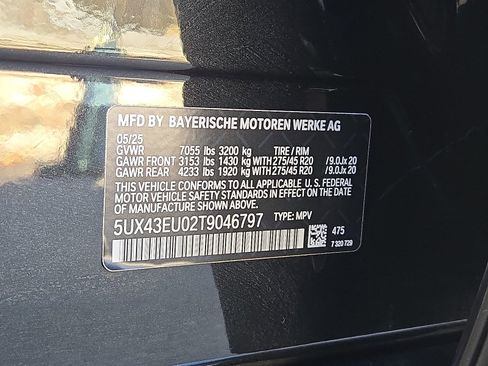 MFD BY BAYERISCHE MOTOREN WERKE AG
05/25
GVWR 7055 lbs 3200 kg TIRE / RIM
GAWR FRONT 3153 lbs 1430 kg WITH 275/45 R20 /9.0Jx 20
GAWR REAR 4233 lbs 1920 kg WITH 275/45 R20 /9.0Jx 20
THIS VEHICLE CONFORMS TO ALL APPLICABLE U. S. FEDERAL
MOTOR VEHICLE SAFETY STANDARDS IN EFFECT ON THE DATE
OF MANUFACTURE SHOWN ABOVE.
5UX43EU02T9046797 TYPE: MPV
475
7 320 729